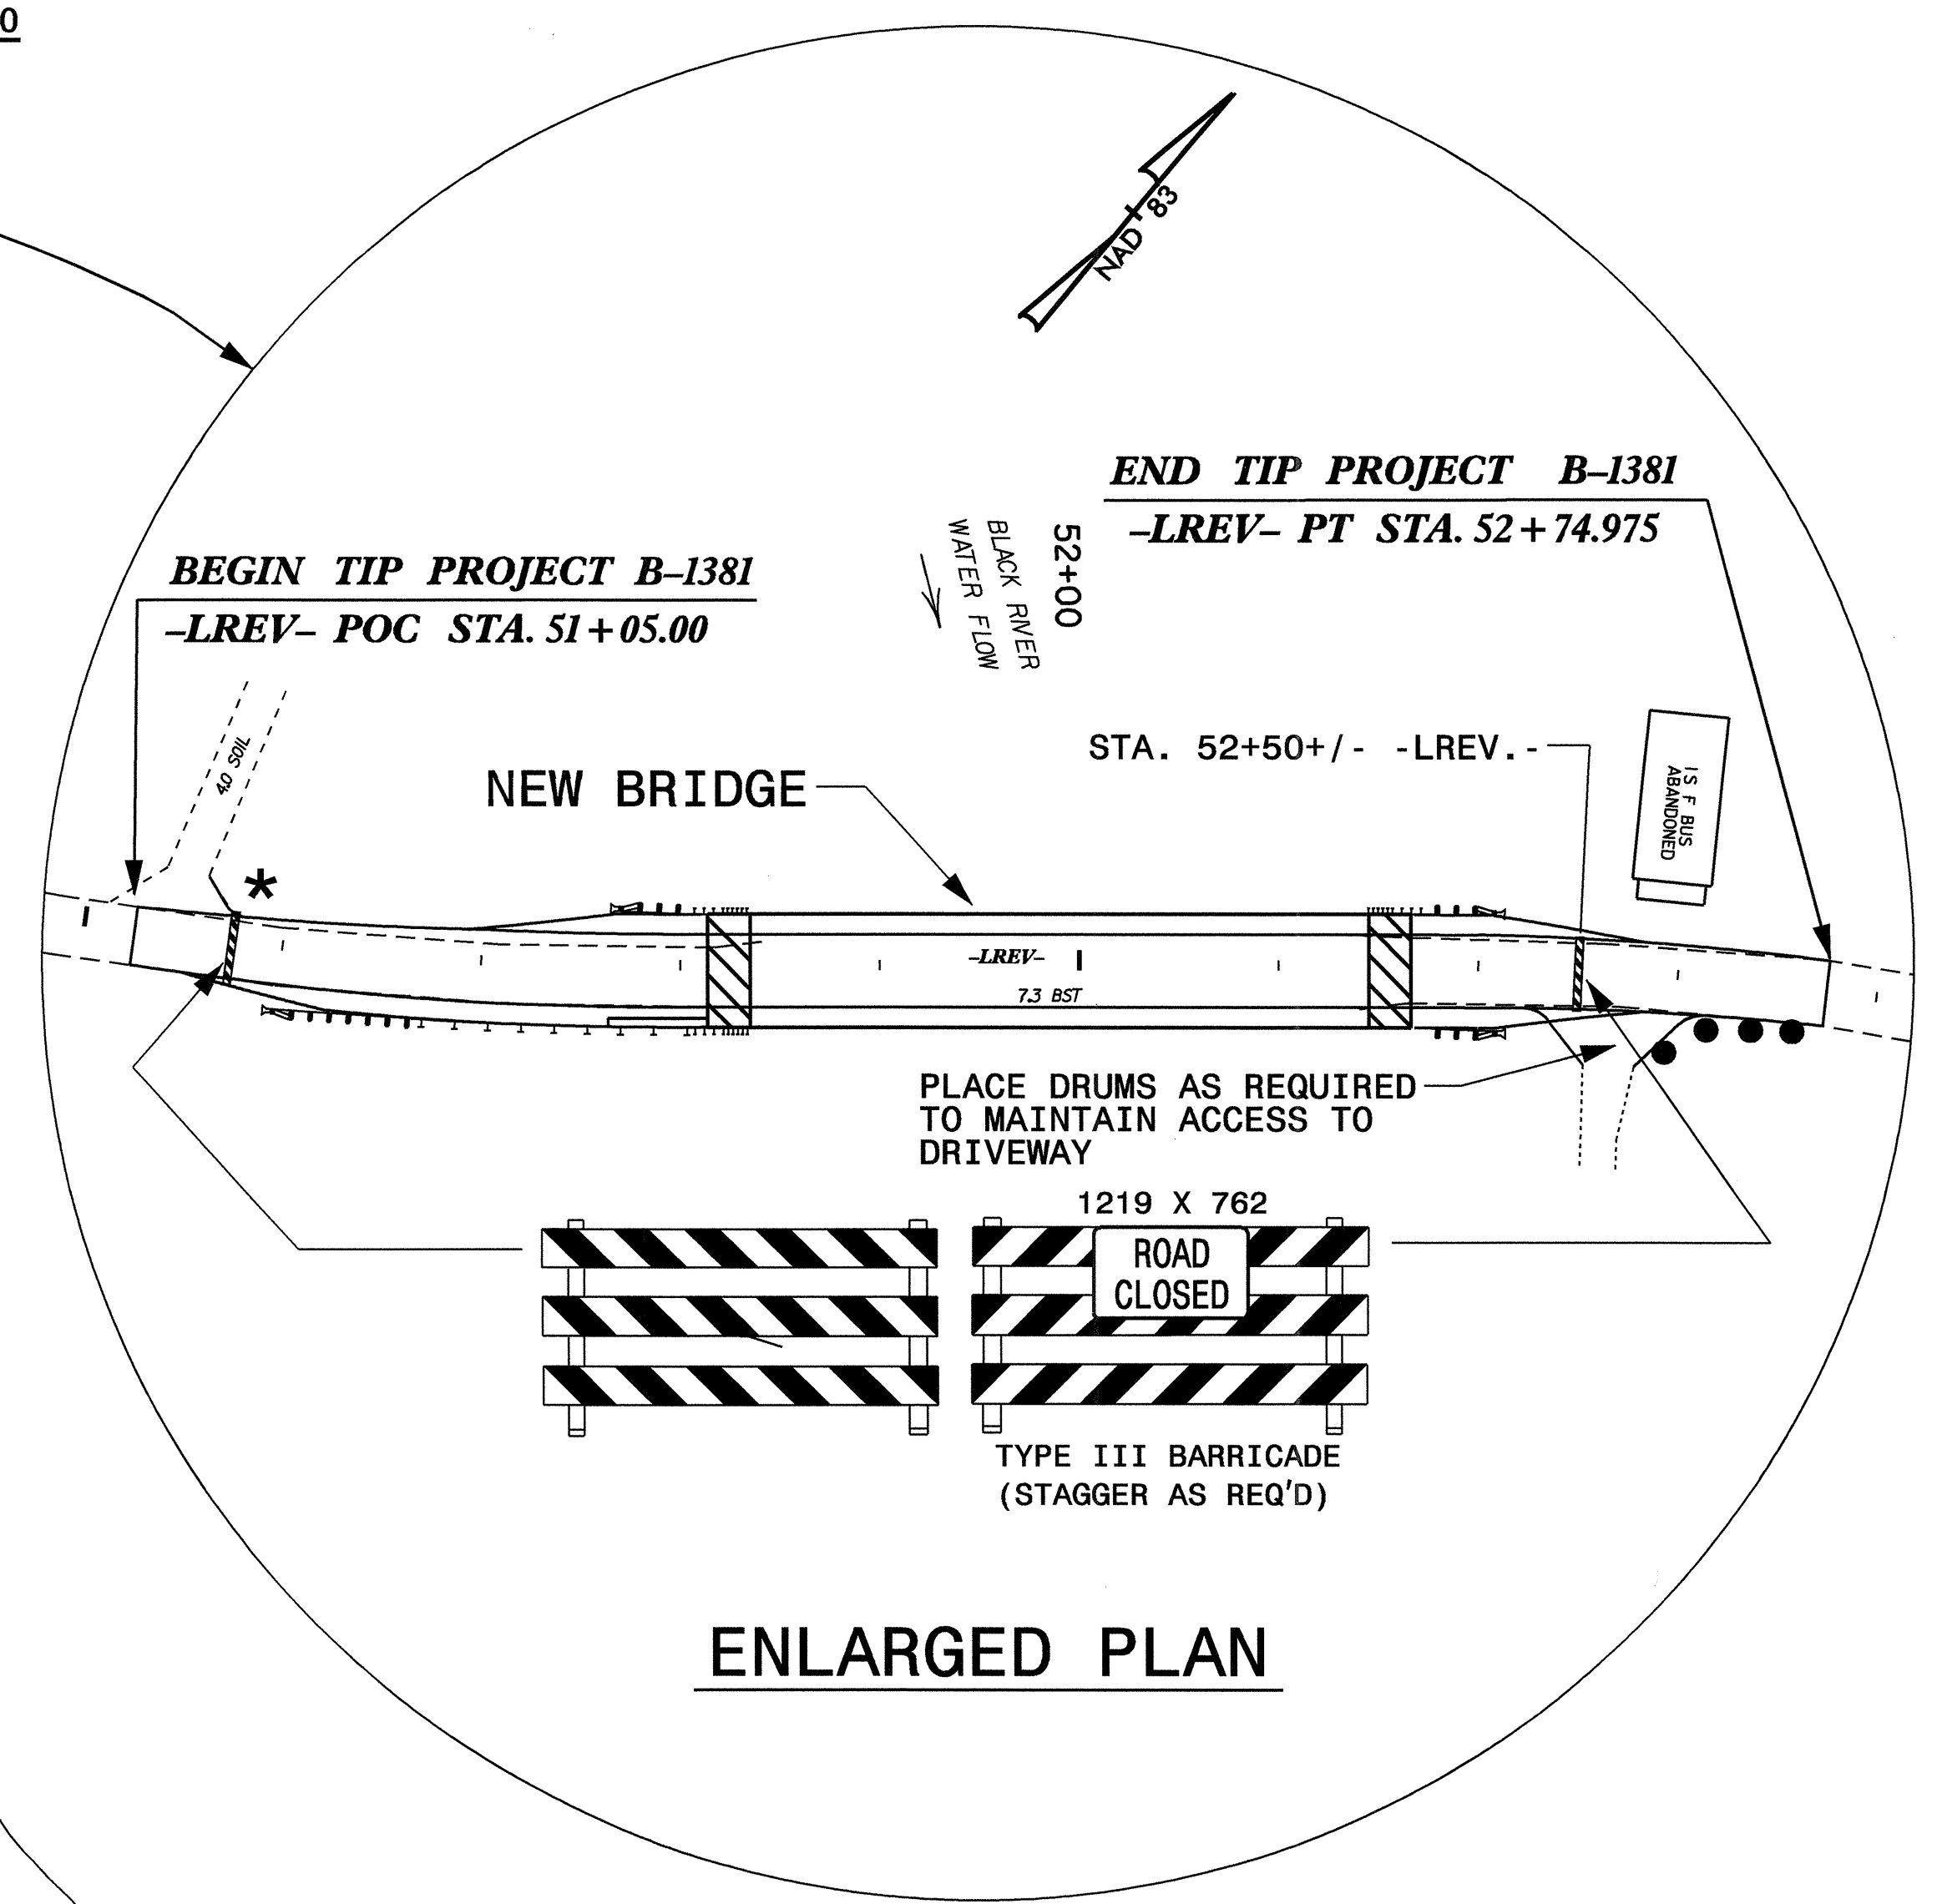 0
NAD 83
END TIP PROJECT B-1381
-LREV- PT STA. 52+74.975
BEGIN TIP PROJECT B-1381
-LREV- POC STA. 51+05.00
52+00
BLACK RIVER
WATER FLOW
STA. 52+50+/- -LREV.-
IS F BUS
ABANDONED
4.0 SOIL
NEW BRIDGE
*
-LREV-
7.3 BST
PLACE DRUMS AS REQUIRED
TO MAINTAIN ACCESS TO
DRIVEWAY
1219 X 762
ROAD
CLOSED
TYPE III BARRICADE
(STAGGER AS REQ'D)
ENLARGED PLAN